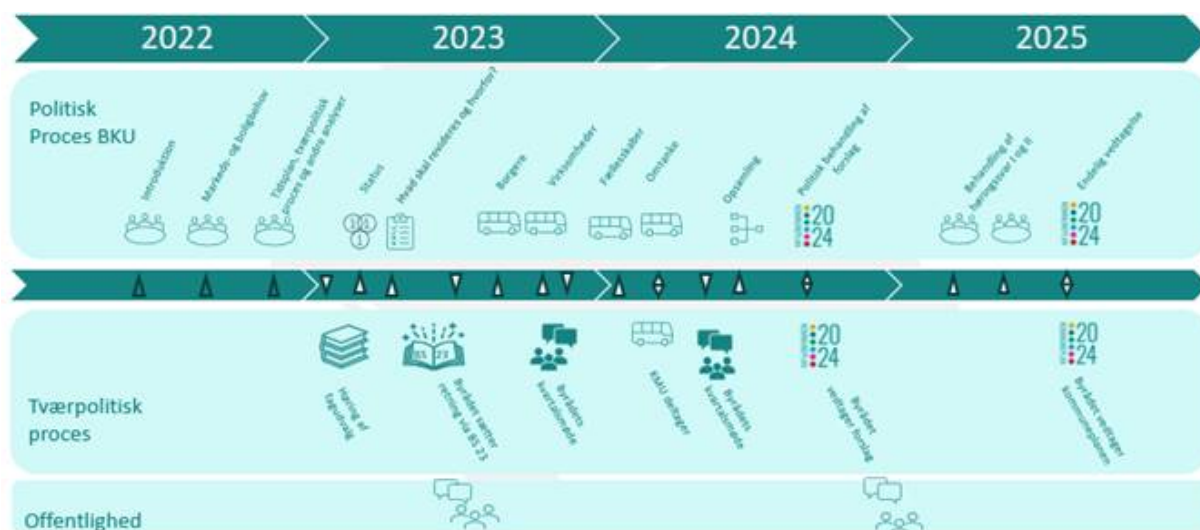 2022
2023
2024
2025
Politisk
Proces BKU
Introduktion
Markeds- og boligbehov
Tidsplan, tværpolitisk
proces og andre analyser
Status
Hvad skal revideres og hvorfor?
Borgere
Virksomheder
Fællesskaber
Omtanke
Opsamling
Politisk behandling af
forslag
20
24
Behandling af
høringssvar I og II
Endelig vedtagelse
20
24
Tværpolitisk
proces
Høring af
fagudvalg
BS 23
Byrådet sætter
retning via BS 23
Byrådets
kvartalsmøde
KMU deltager
Byrådets
kvartalsmøde
20
24
Byrådet
vedtager forslag
20
24
Byrådet vedtager
kommuneplanen
Offentlighed